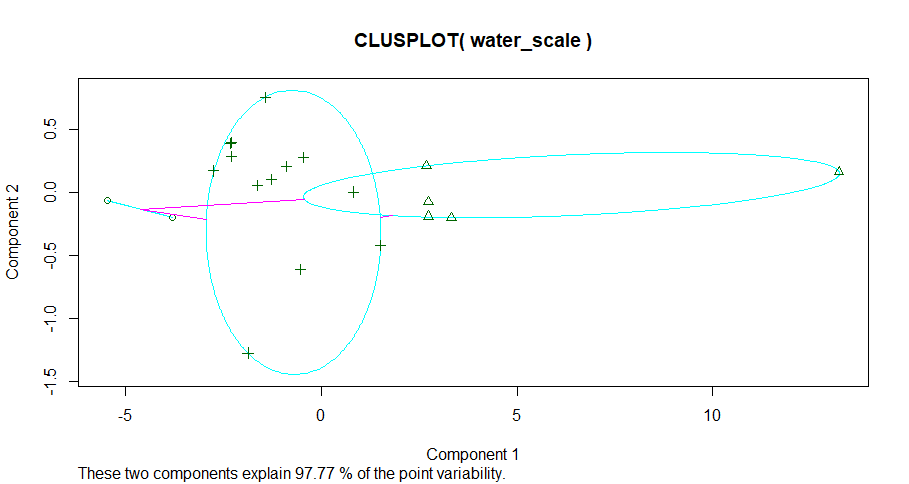 CLUSPLOT( water_scale )
0.5
0.0
-0.5
-1.0
-1.5
Component 2
-5
0
5
10
Component 1
These two components explain 97.77 % of the point variability.